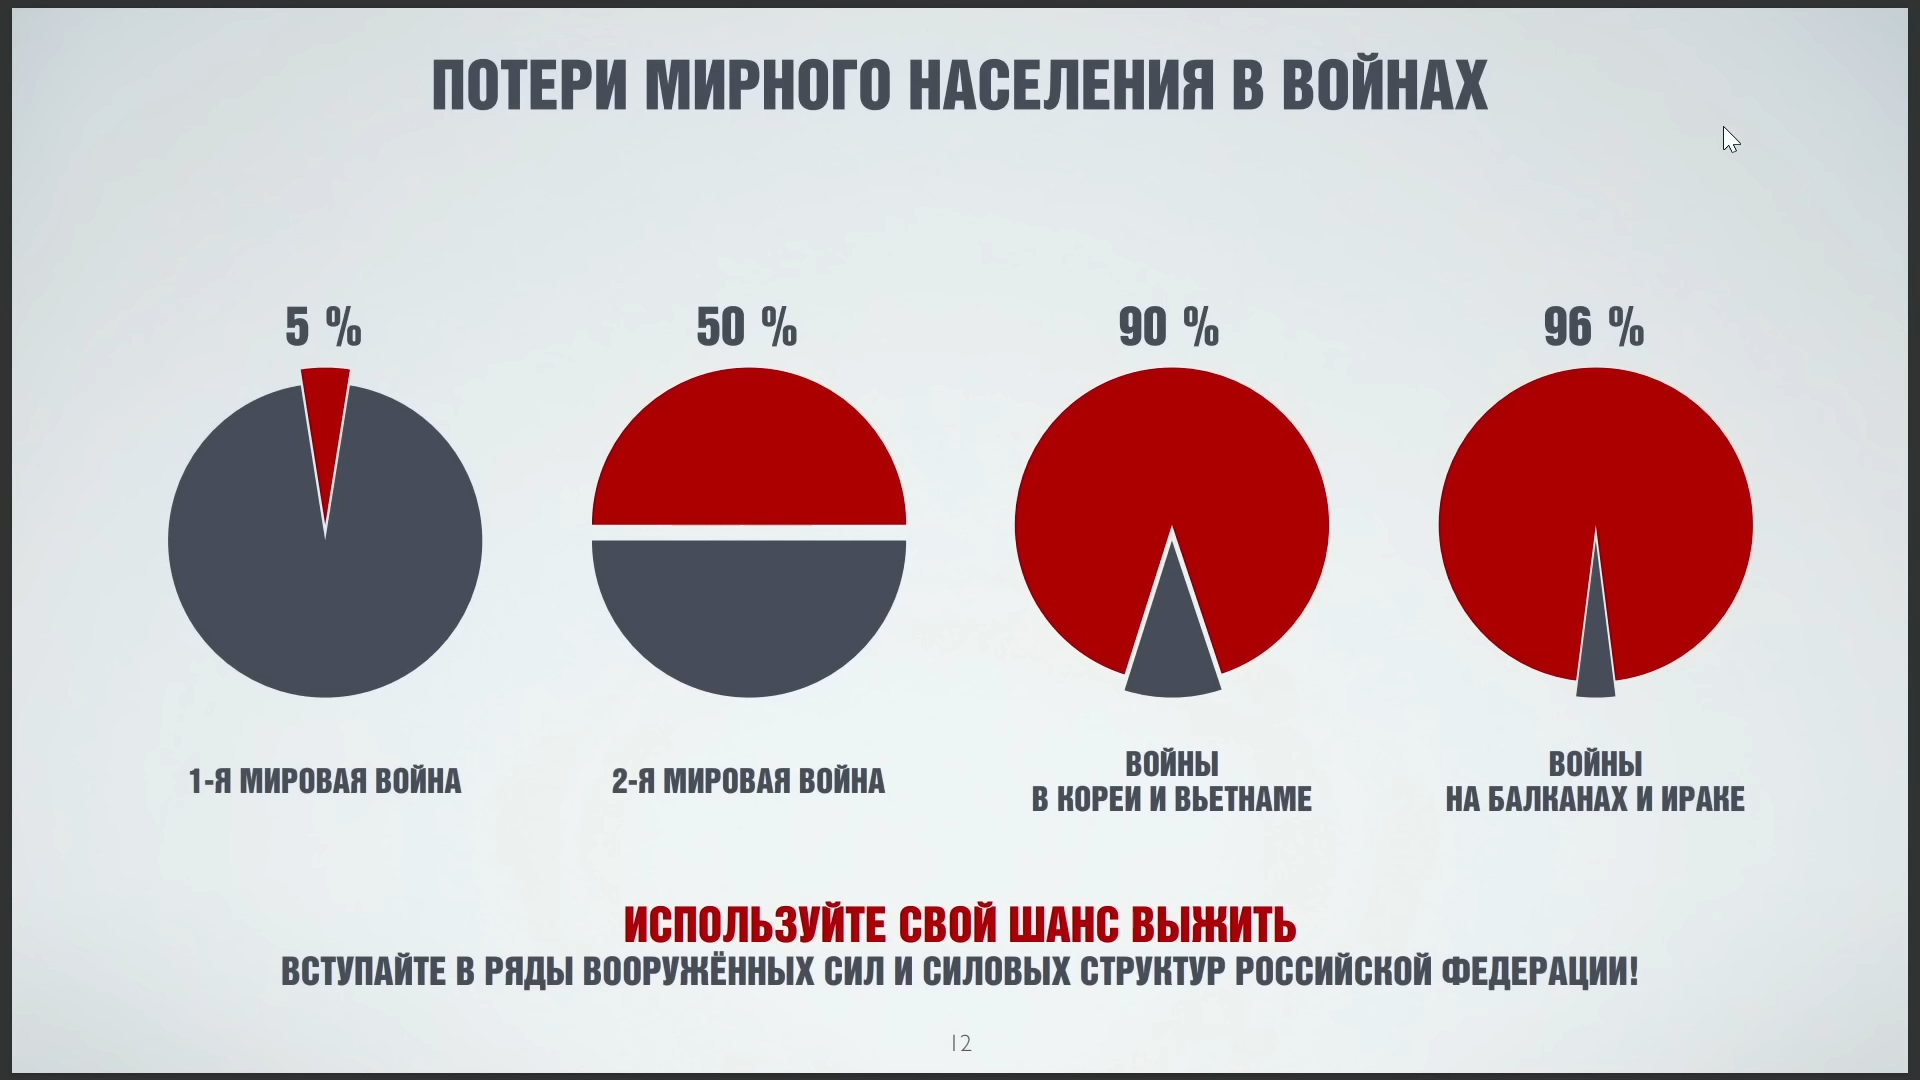 ПОТЕРИ МИРНОГО НАСЕЛЕНИЯ В ВОЙНАХ
5 %
50 %
90 %
96 %
1-Я МИРОВАЯ ВОЙНА
2-Я МИРОВАЯ ВОЙНА
ВОЙНЫ
В КОРЕИ И ВЬЕТНАМЕ
ВОЙНЫ
НА БАЛКАНАХ И ИРАКЕ
ИСПОЛЬЗУЙТЕ СВОЙ ШАНС ВЫЖИТЬ
ВСТУПАЙТЕ В РЯДЫ ВООРУЖЁННЫХ СИЛ И СИЛОВЫХ СТРУКТУР РОССИЙСКОЙ ФЕДЕРАЦИИ!
12